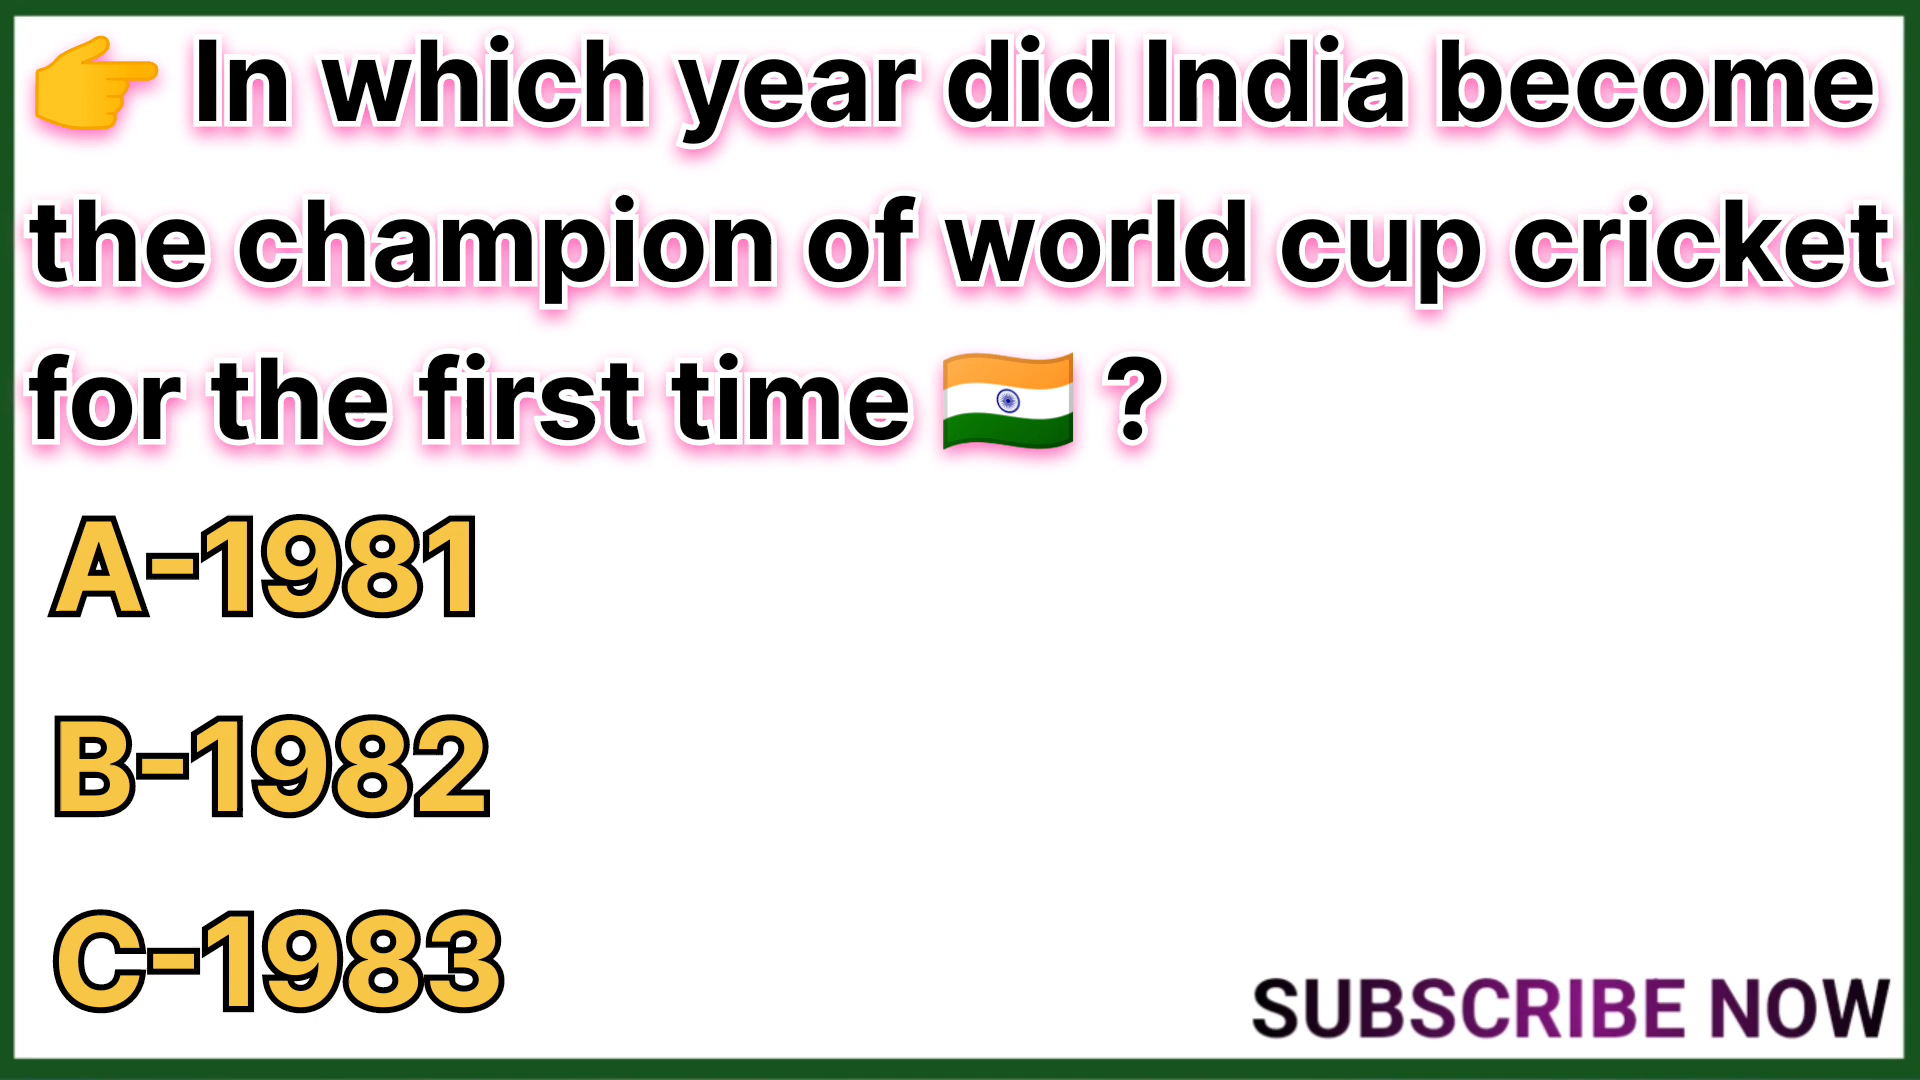 👉 In which year did India become
the champion of world cup cricket
for the first time 🇮🇳 ?
A-1981
B-1982
C-1983
SUBSCRIBE NOW